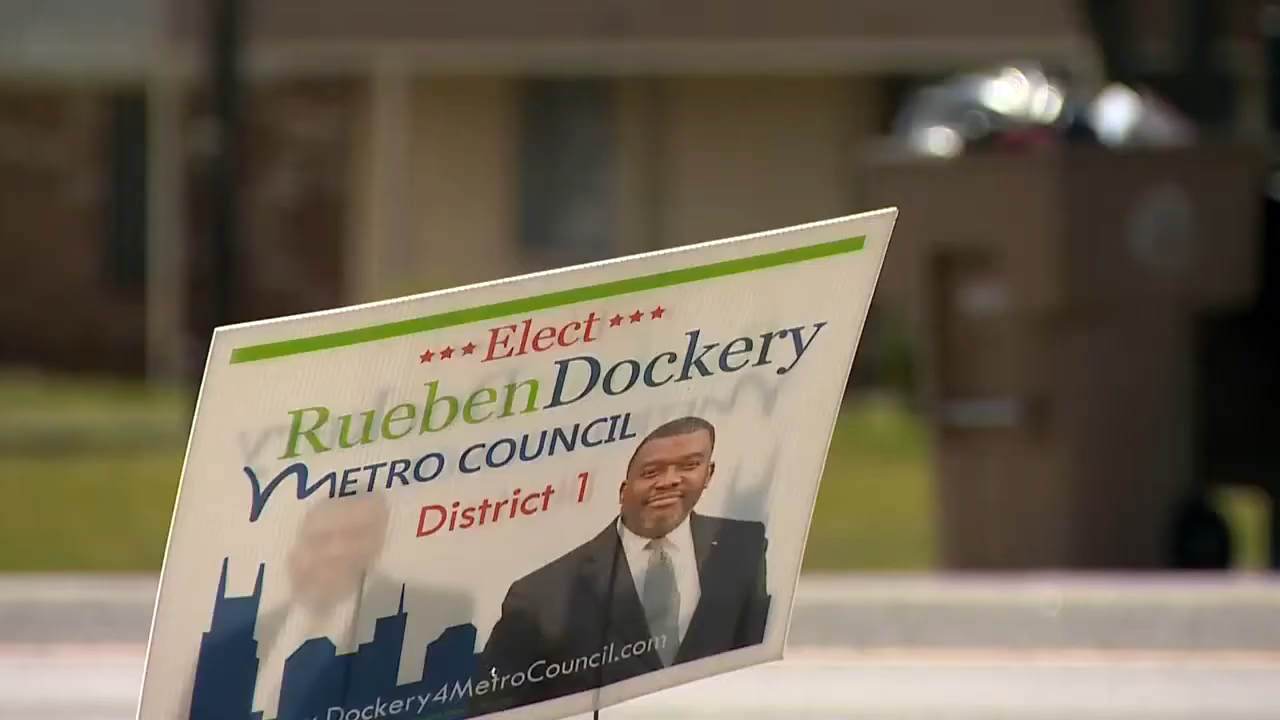 *** Elect ***
Rueben Dockery
METRO COUNCIL
District 1
Dockery4MetroCouncil.com